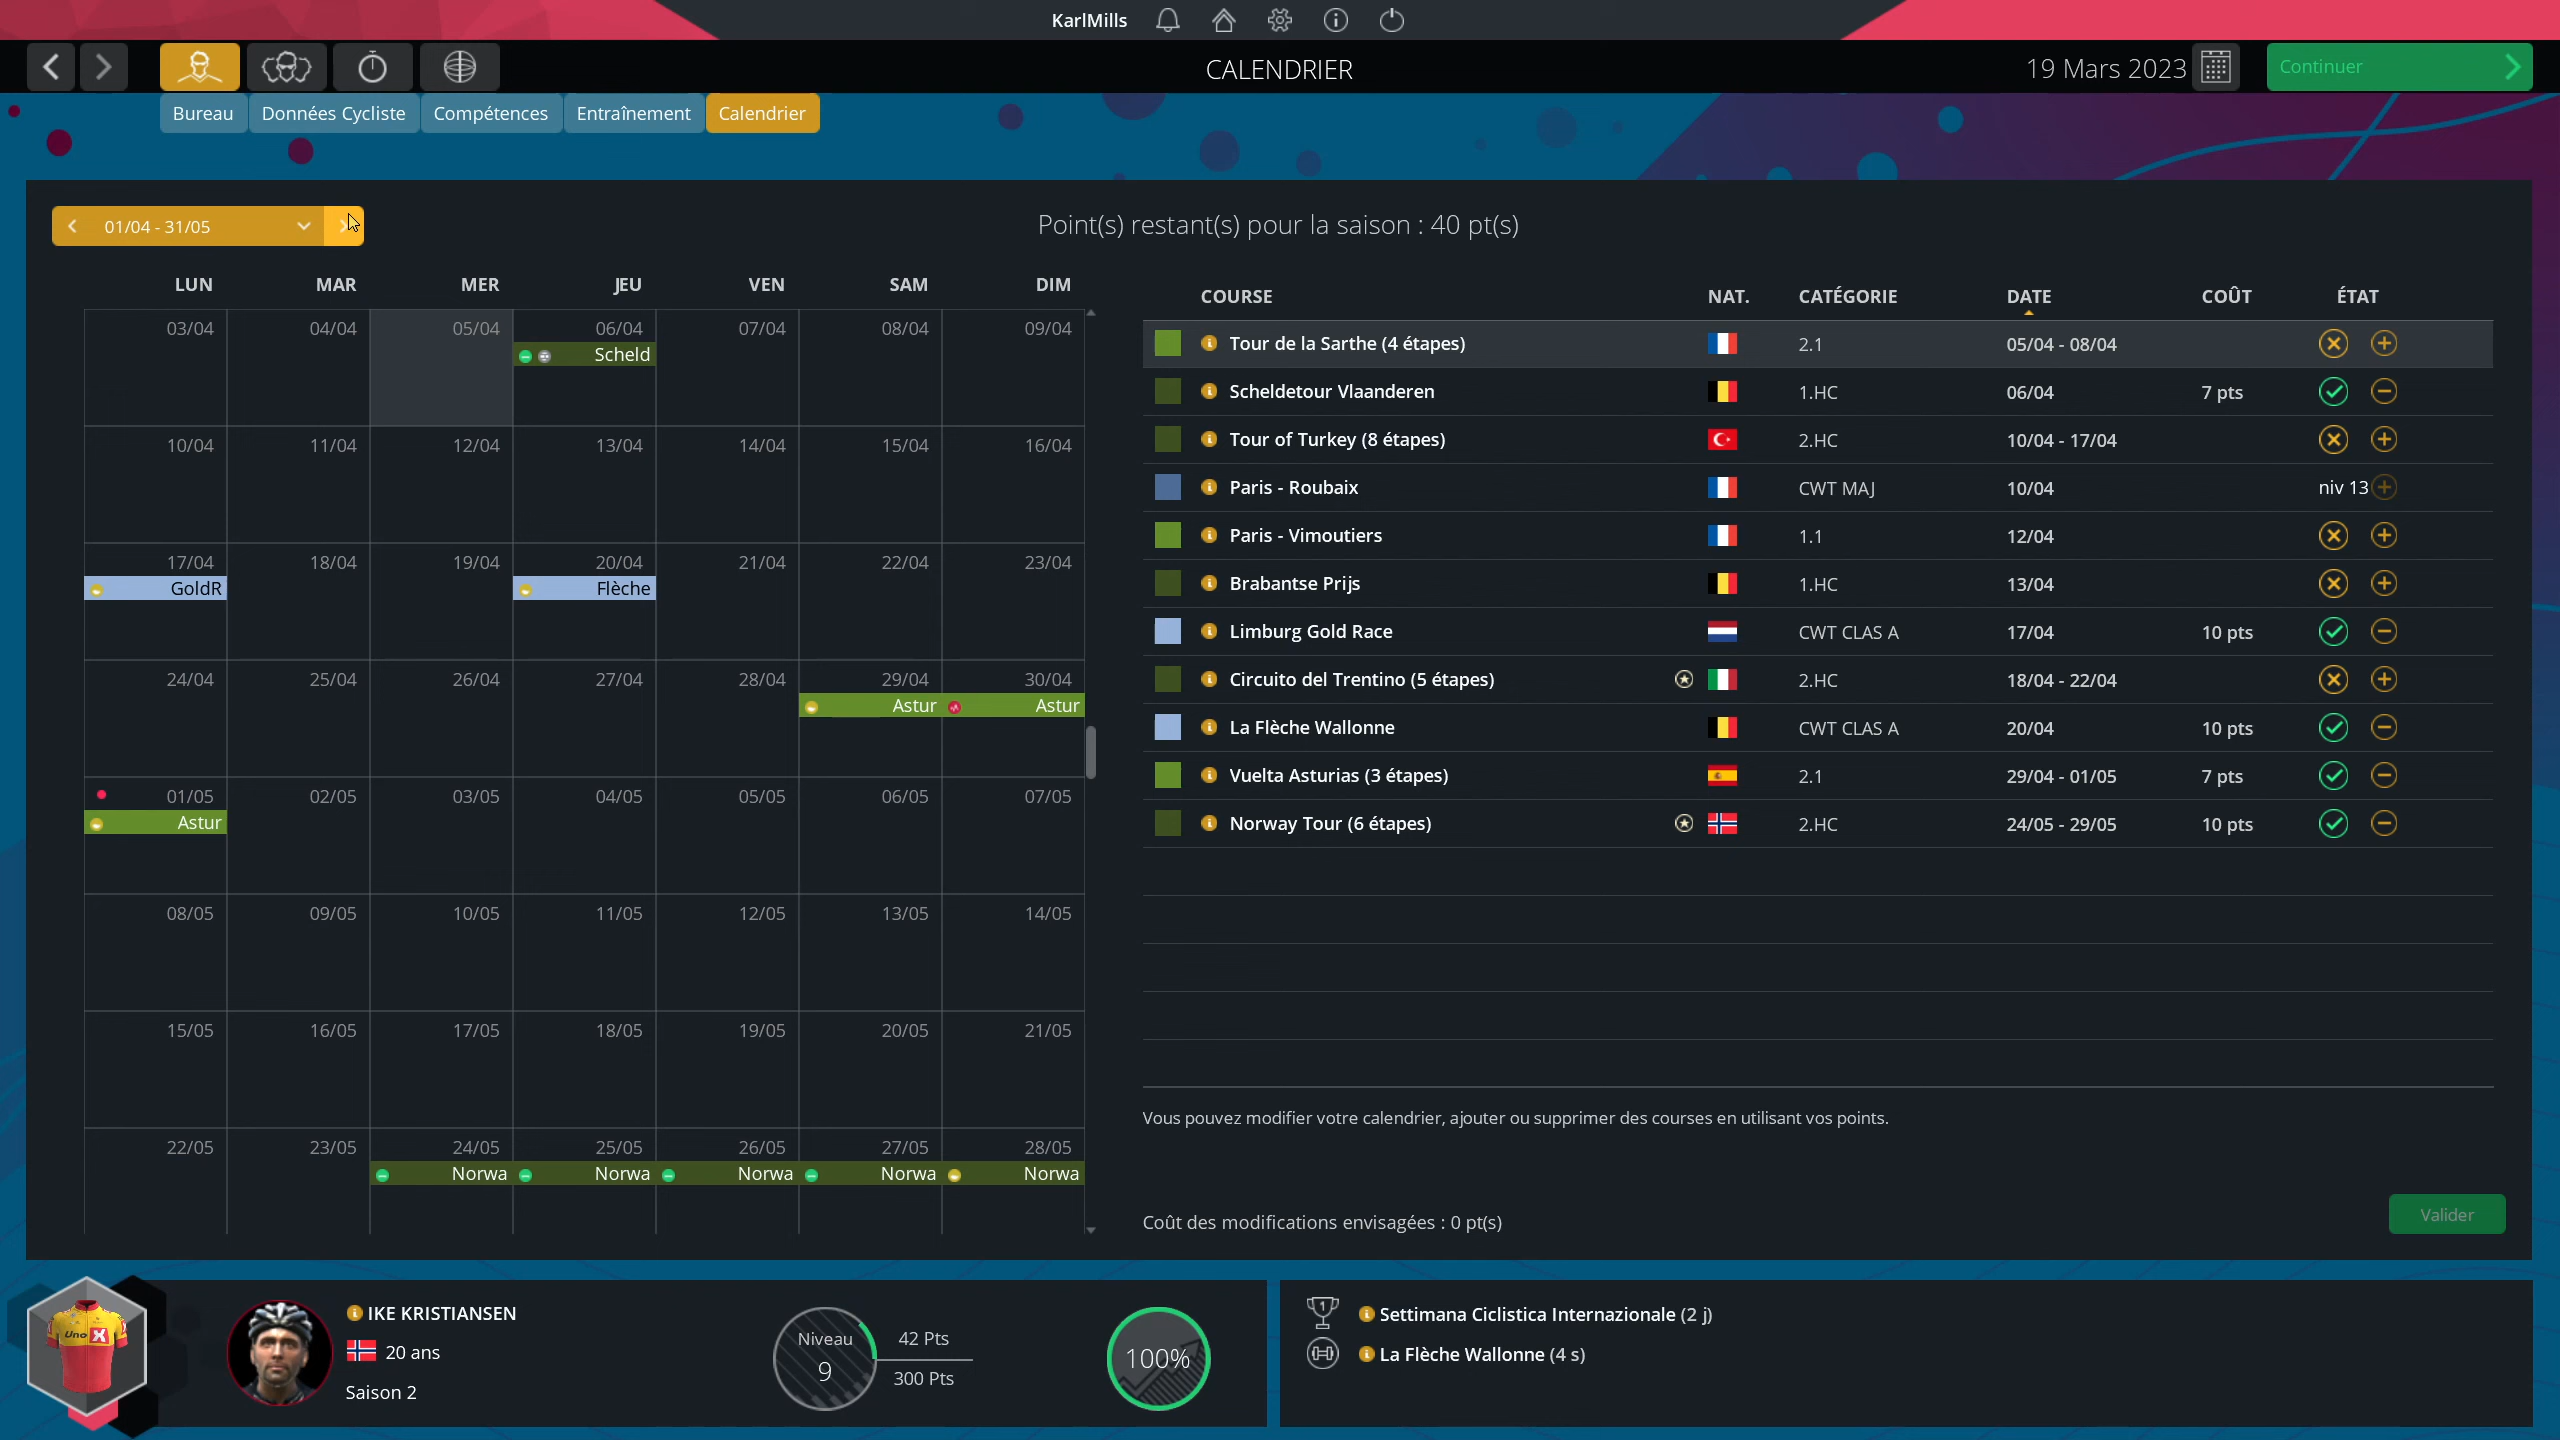 KarlMills
CALENDRIER
19 Mars 2023
Continuer
Bureau
Données Cycliste
Compétences
Entraînement
Calendrier
01/04 - 31/05
Point(s) restant(s) pour la saison : 40 pt(s)
LUN MAR MER JEU VEN SAM DIM
03/04 04/04 05/04 06/04 07/04 08/04 09/04
Scheld
10/04 11/04 12/04 13/04 14/04 15/04 16/04
17/04 18/04 19/04 20/04 21/04 22/04 23/04
GoldR Flèche
24/04 25/04 26/04 27/04 28/04 29/04 30/04
Astur Astur
01/05 02/05 03/05 04/05 05/05 06/05 07/05
Astur
08/05 09/05 10/05 11/05 12/05 13/05 14/05
15/05 16/05 17/05 18/05 19/05 20/05 21/05
22/05 23/05 24/05 25/05 26/05 27/05 28/05
Norwa Norwa Norwa Norwa Norwa
COURSE NAT. CATÉGORIE DATE COÛT ÉTAT
Tour de la Sarthe (4 étapes) 2.1 05/04 - 08/04
Scheldetour Vlaanderen 1.HC 06/04 7 pts
Tour of Turkey (8 étapes) 2.HC 10/04 - 17/04
Paris - Roubaix CWT MAJ 10/04 niv 13
Paris - Vimoutiers 1.1 12/04
Brabantse Prijs 1.HC 13/04
Limburg Gold Race CWT CLAS A 17/04 10 pts
Circuito del Trentino (5 étapes) 2.HC 18/04 - 22/04
La Flèche Wallonne CWT CLAS A 20/04 10 pts
Vuelta Asturias (3 étapes) 2.1 29/04 - 01/05 7 pts
Norway Tour (6 étapes) 2.HC 24/05 - 29/05 10 pts
Vous pouvez modifier votre calendrier, ajouter ou supprimer des courses en utilisant vos points.
Coût des modifications envisagées : 0 pt(s)
Valider
Uno X
IKE KRISTIANSEN
20 ans
Saison 2
Niveau
9
42 Pts
300 Pts
100%
Settimana Ciclistica Internazionale (2 j)
La Flèche Wallonne (4 s)